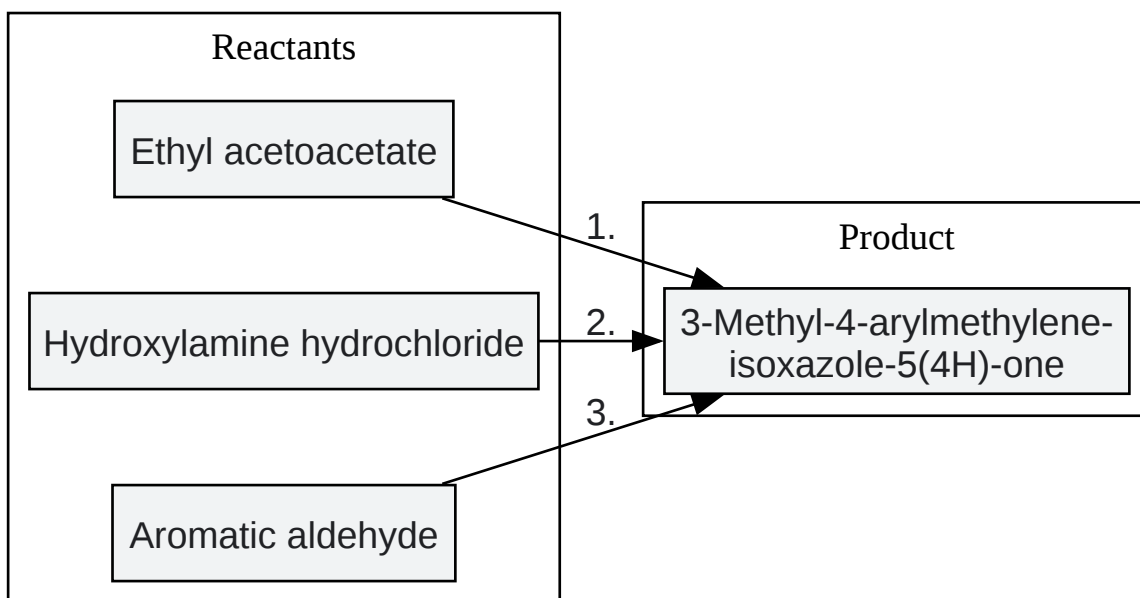 Reactants
Ethyl acetoacetate
1.
Product
Hydroxylamine hydrochloride
2.
3-Methyl-4-arylmethylene-
isoxazole-5(4H)-one
3.
Aromatic aldehyde